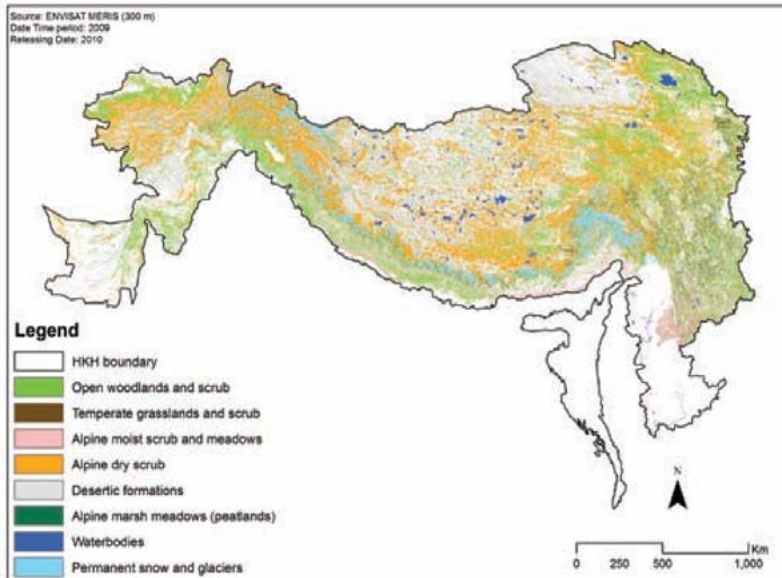 Source: ENVISAT MERIS (300 m)
Date Time period: 2009
Releasing Date: 2010
Legend
HKH boundary
Open woodlands and scrub
Temperate grasslands and scrub
Alpine moist scrub and meadows
Alpine dry scrub
Desertic formations
Alpine marsh meadows (peatlands)
Waterbodies
Permanent snow and glaciers
N
Km
0 250 500 1,000